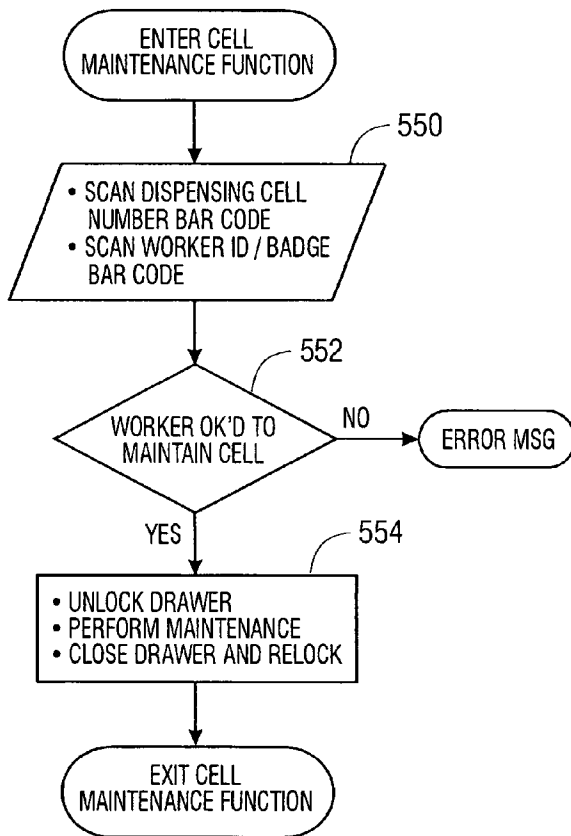 ENTER CELL
MAINTENANCE FUNCTION
550
• SCAN DISPENSING CELL
NUMBER BAR CODE
• SCAN WORKER ID / BADGE
BAR CODE
552
WORKER OK'D TO
MAINTAIN CELL
NO
ERROR MSG
YES
554
• UNLOCK DRAWER
• PERFORM MAINTENANCE
• CLOSE DRAWER AND RELOCK
EXIT CELL
MAINTENANCE FUNCTION